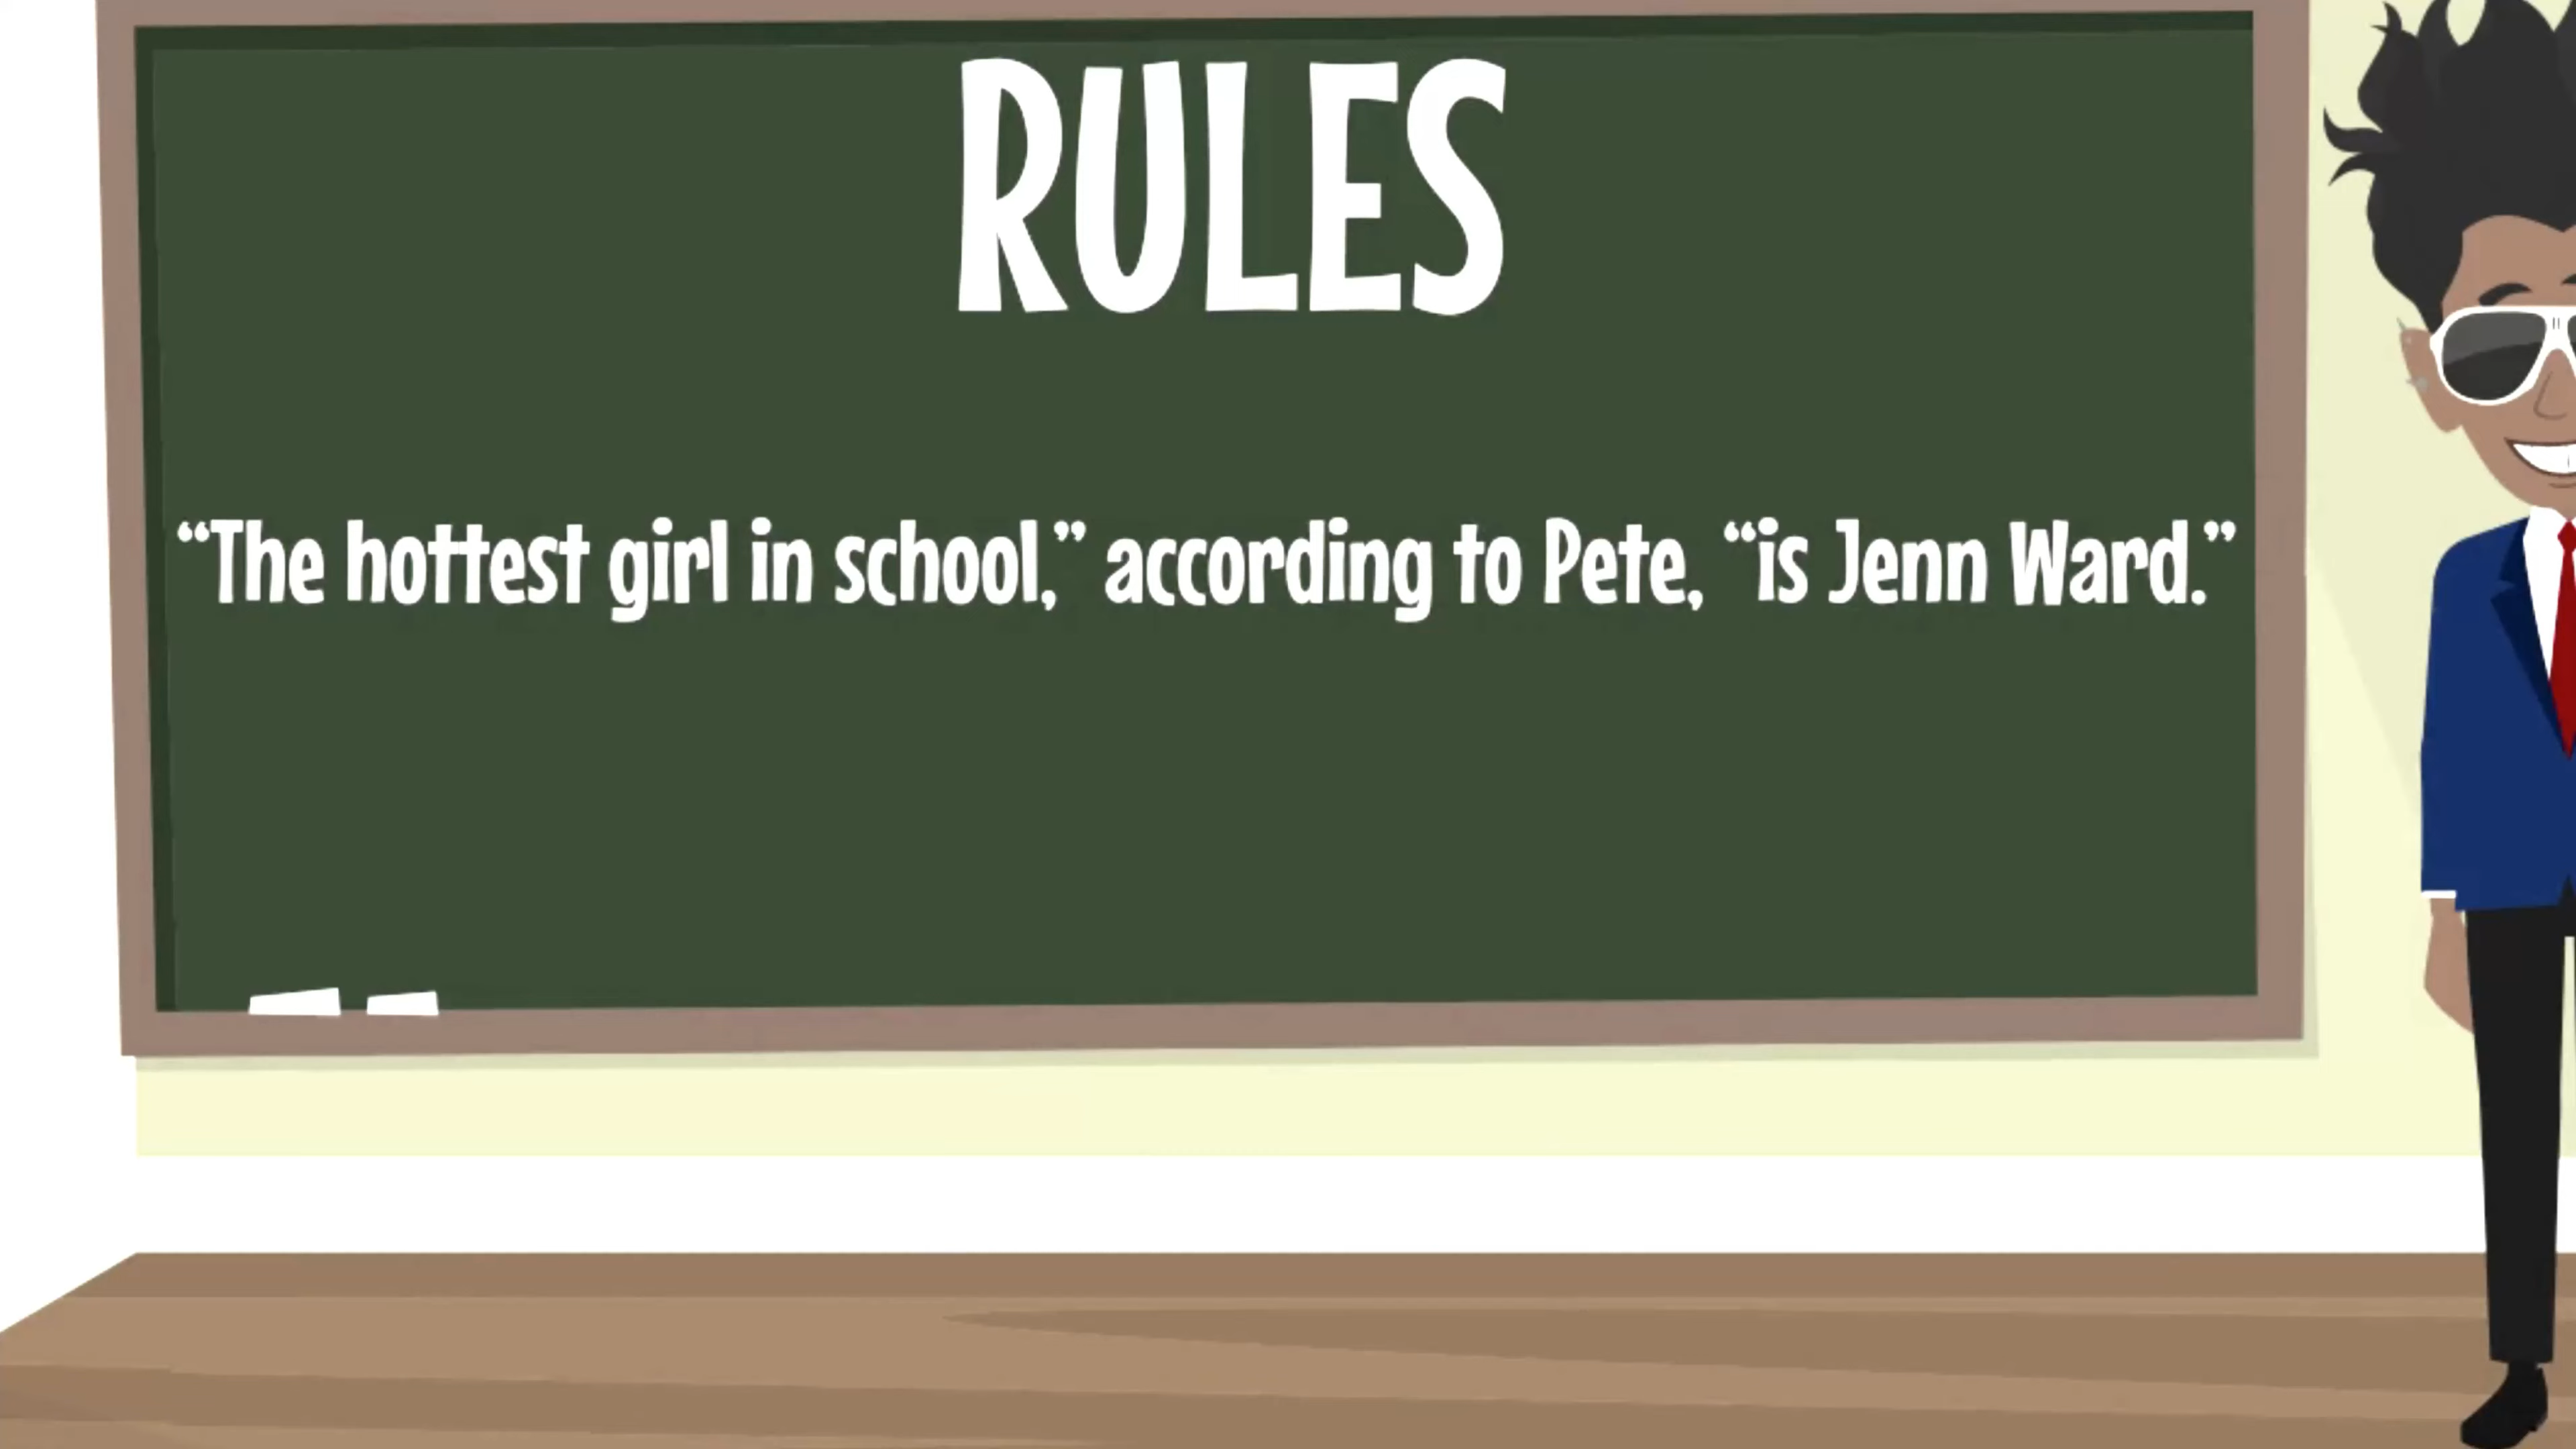 RULES
“The hottest girl in school,” according to Pete, “is Jenn Ward.”